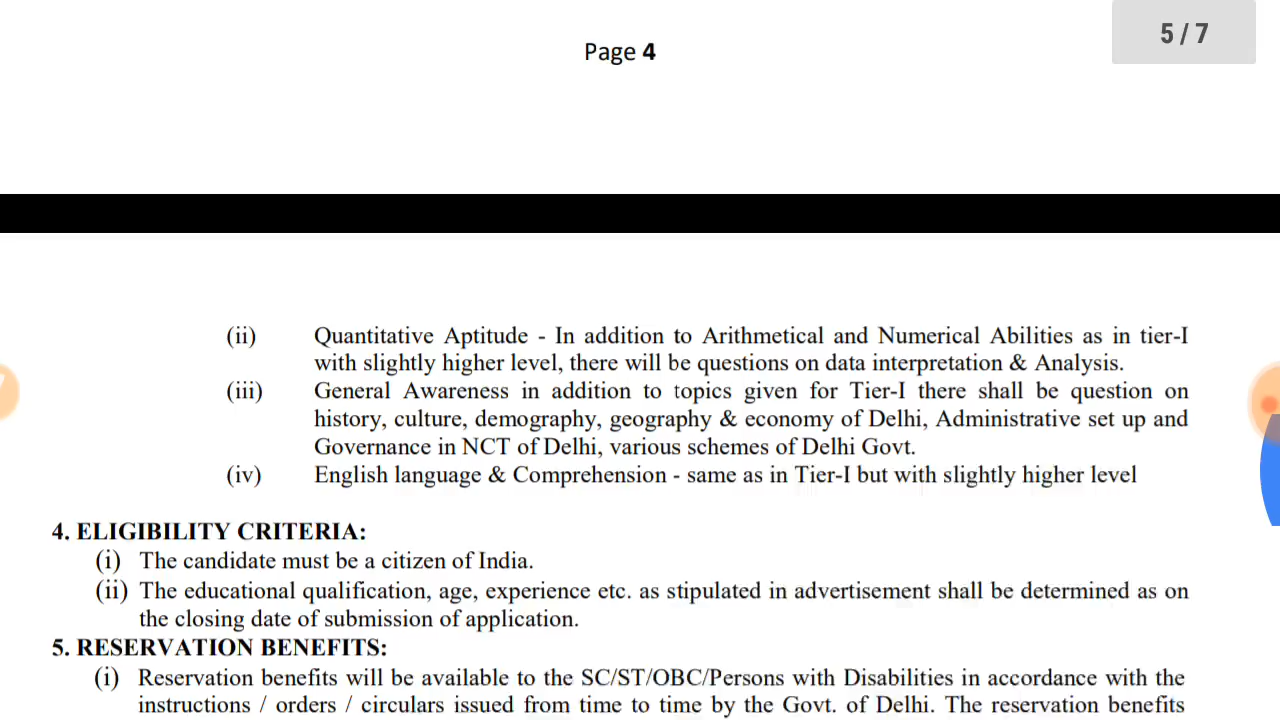 5 / 7
Page 4
(ii) Quantitative Aptitude - In addition to Arithmetical and Numerical Abilities as in tier-I
with slightly higher level, there will be questions on data interpretation & Analysis.
(iii) General Awareness in addition to topics given for Tier-I there shall be question on
history, culture, demography, geography & economy of Delhi, Administrative set up and
Governance in NCT of Delhi, various schemes of Delhi Govt.
(iv) English language & Comprehension - same as in Tier-I but with slightly higher level
4. ELIGIBILITY CRITERIA:
(i) The candidate must be a citizen of India.
(ii) The educational qualification, age, experience etc. as stipulated in advertisement shall be determined as on
the closing date of submission of application.
5. RESERVATION BENEFITS:
(i) Reservation benefits will be available to the SC/ST/OBC/Persons with Disabilities in accordance with the
instructions / orders / circulars issued from time to time by the Govt. of Delhi. The reservation benefits